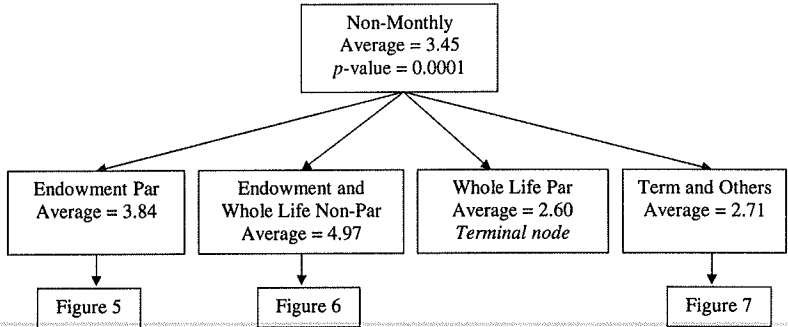 Non-Monthly
Average = 3.45
p-value = 0.0001
Endowment Par
Average = 3.84
Endowment and
Whole Life Non-Par
Average = 4.97
Whole Life Par
Average = 2.60
Terminal node
Term and Others
Average = 2.71
Figure 5
Figure 6
Figure 7